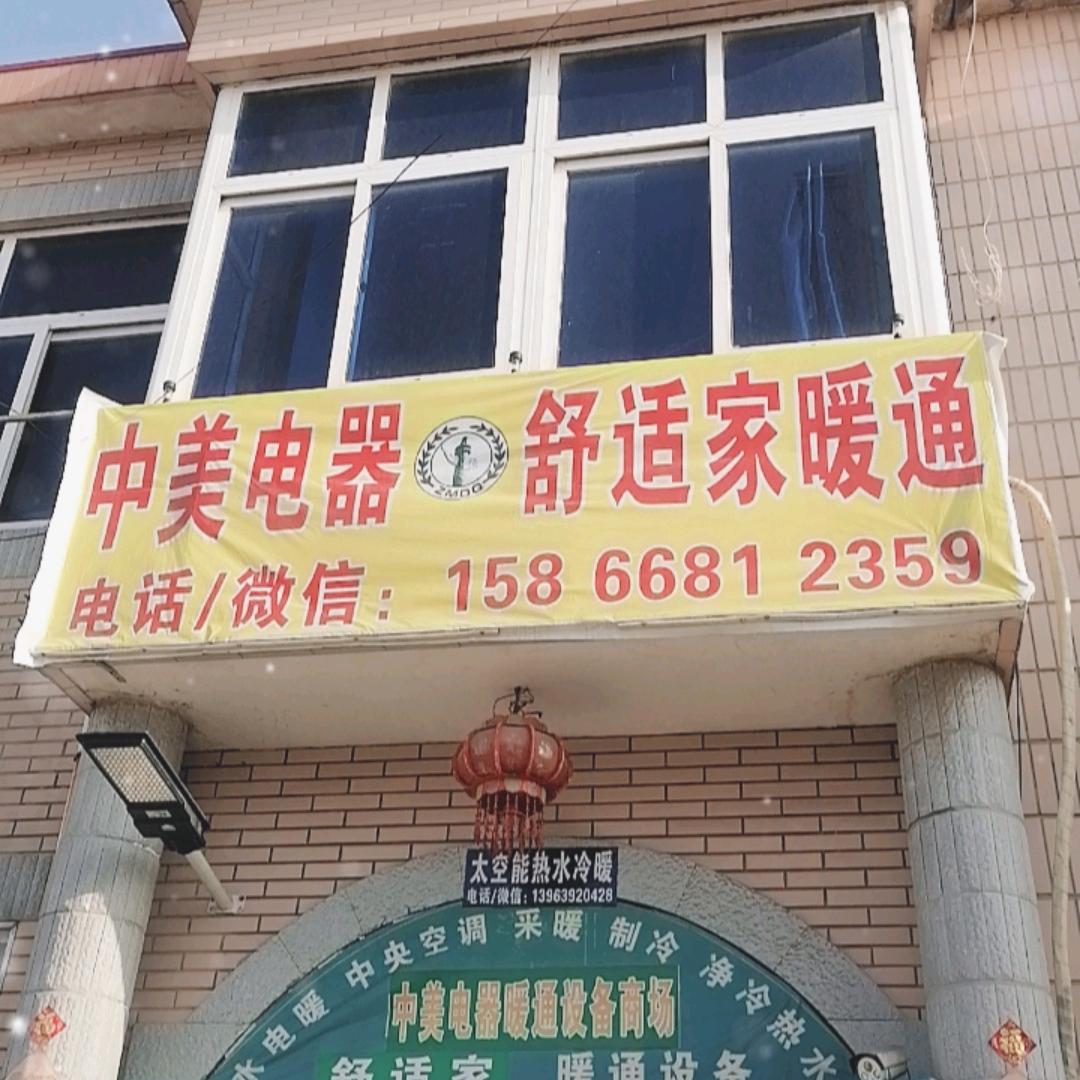 中美电器 ZMDQ 舒适家暖通
电话/微信: 158 6681 2359
太空能热水冷暖
电话/微信:13963920428
水电暖 中央空调 采暖 制冷 净冷热水
中美电器暖通设备商场
舒适家 暖通设备
福